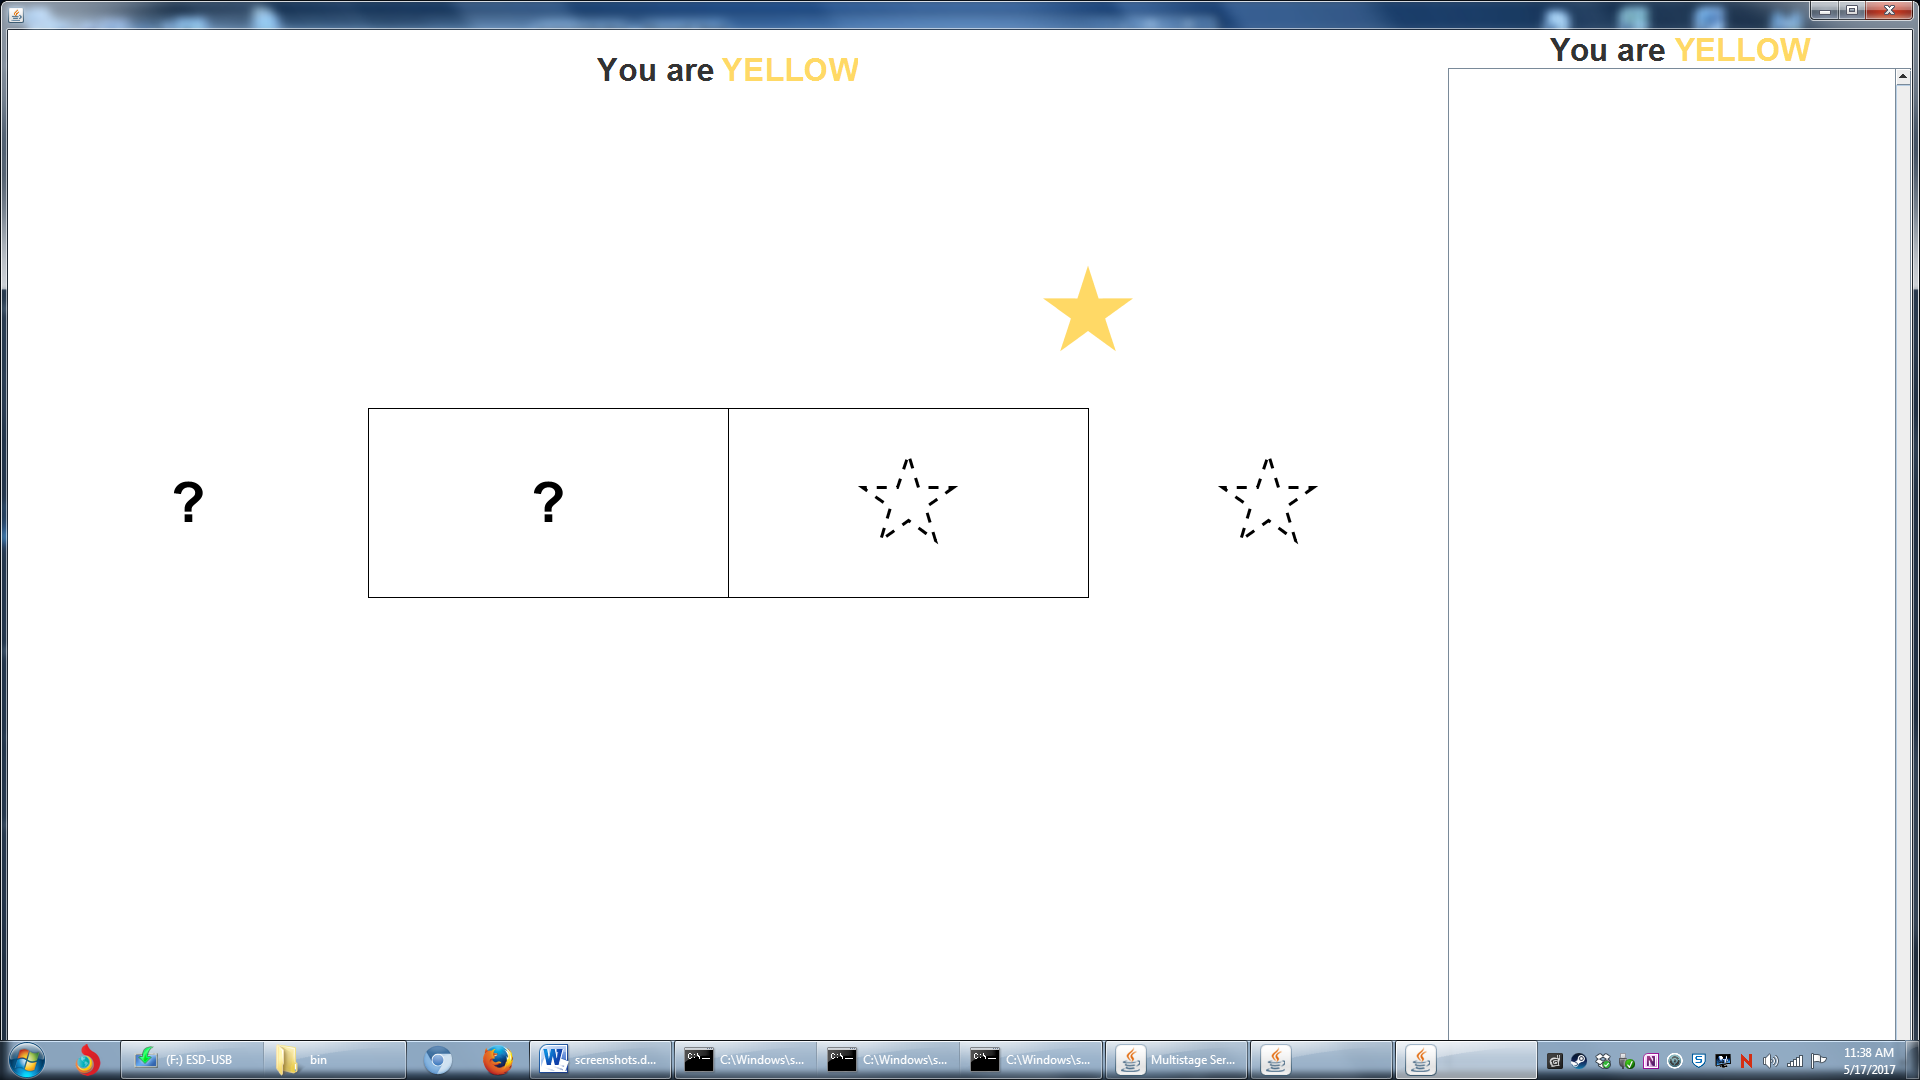 You are YELLOW
You are YELLOW
? ?
(F:) ESD-USB
bin
screenshots.d...
C:\Windows\s...
C:\Windows\s...
C:\Windows\s...
Multistage Ser...
11:38 AM
5/17/2017